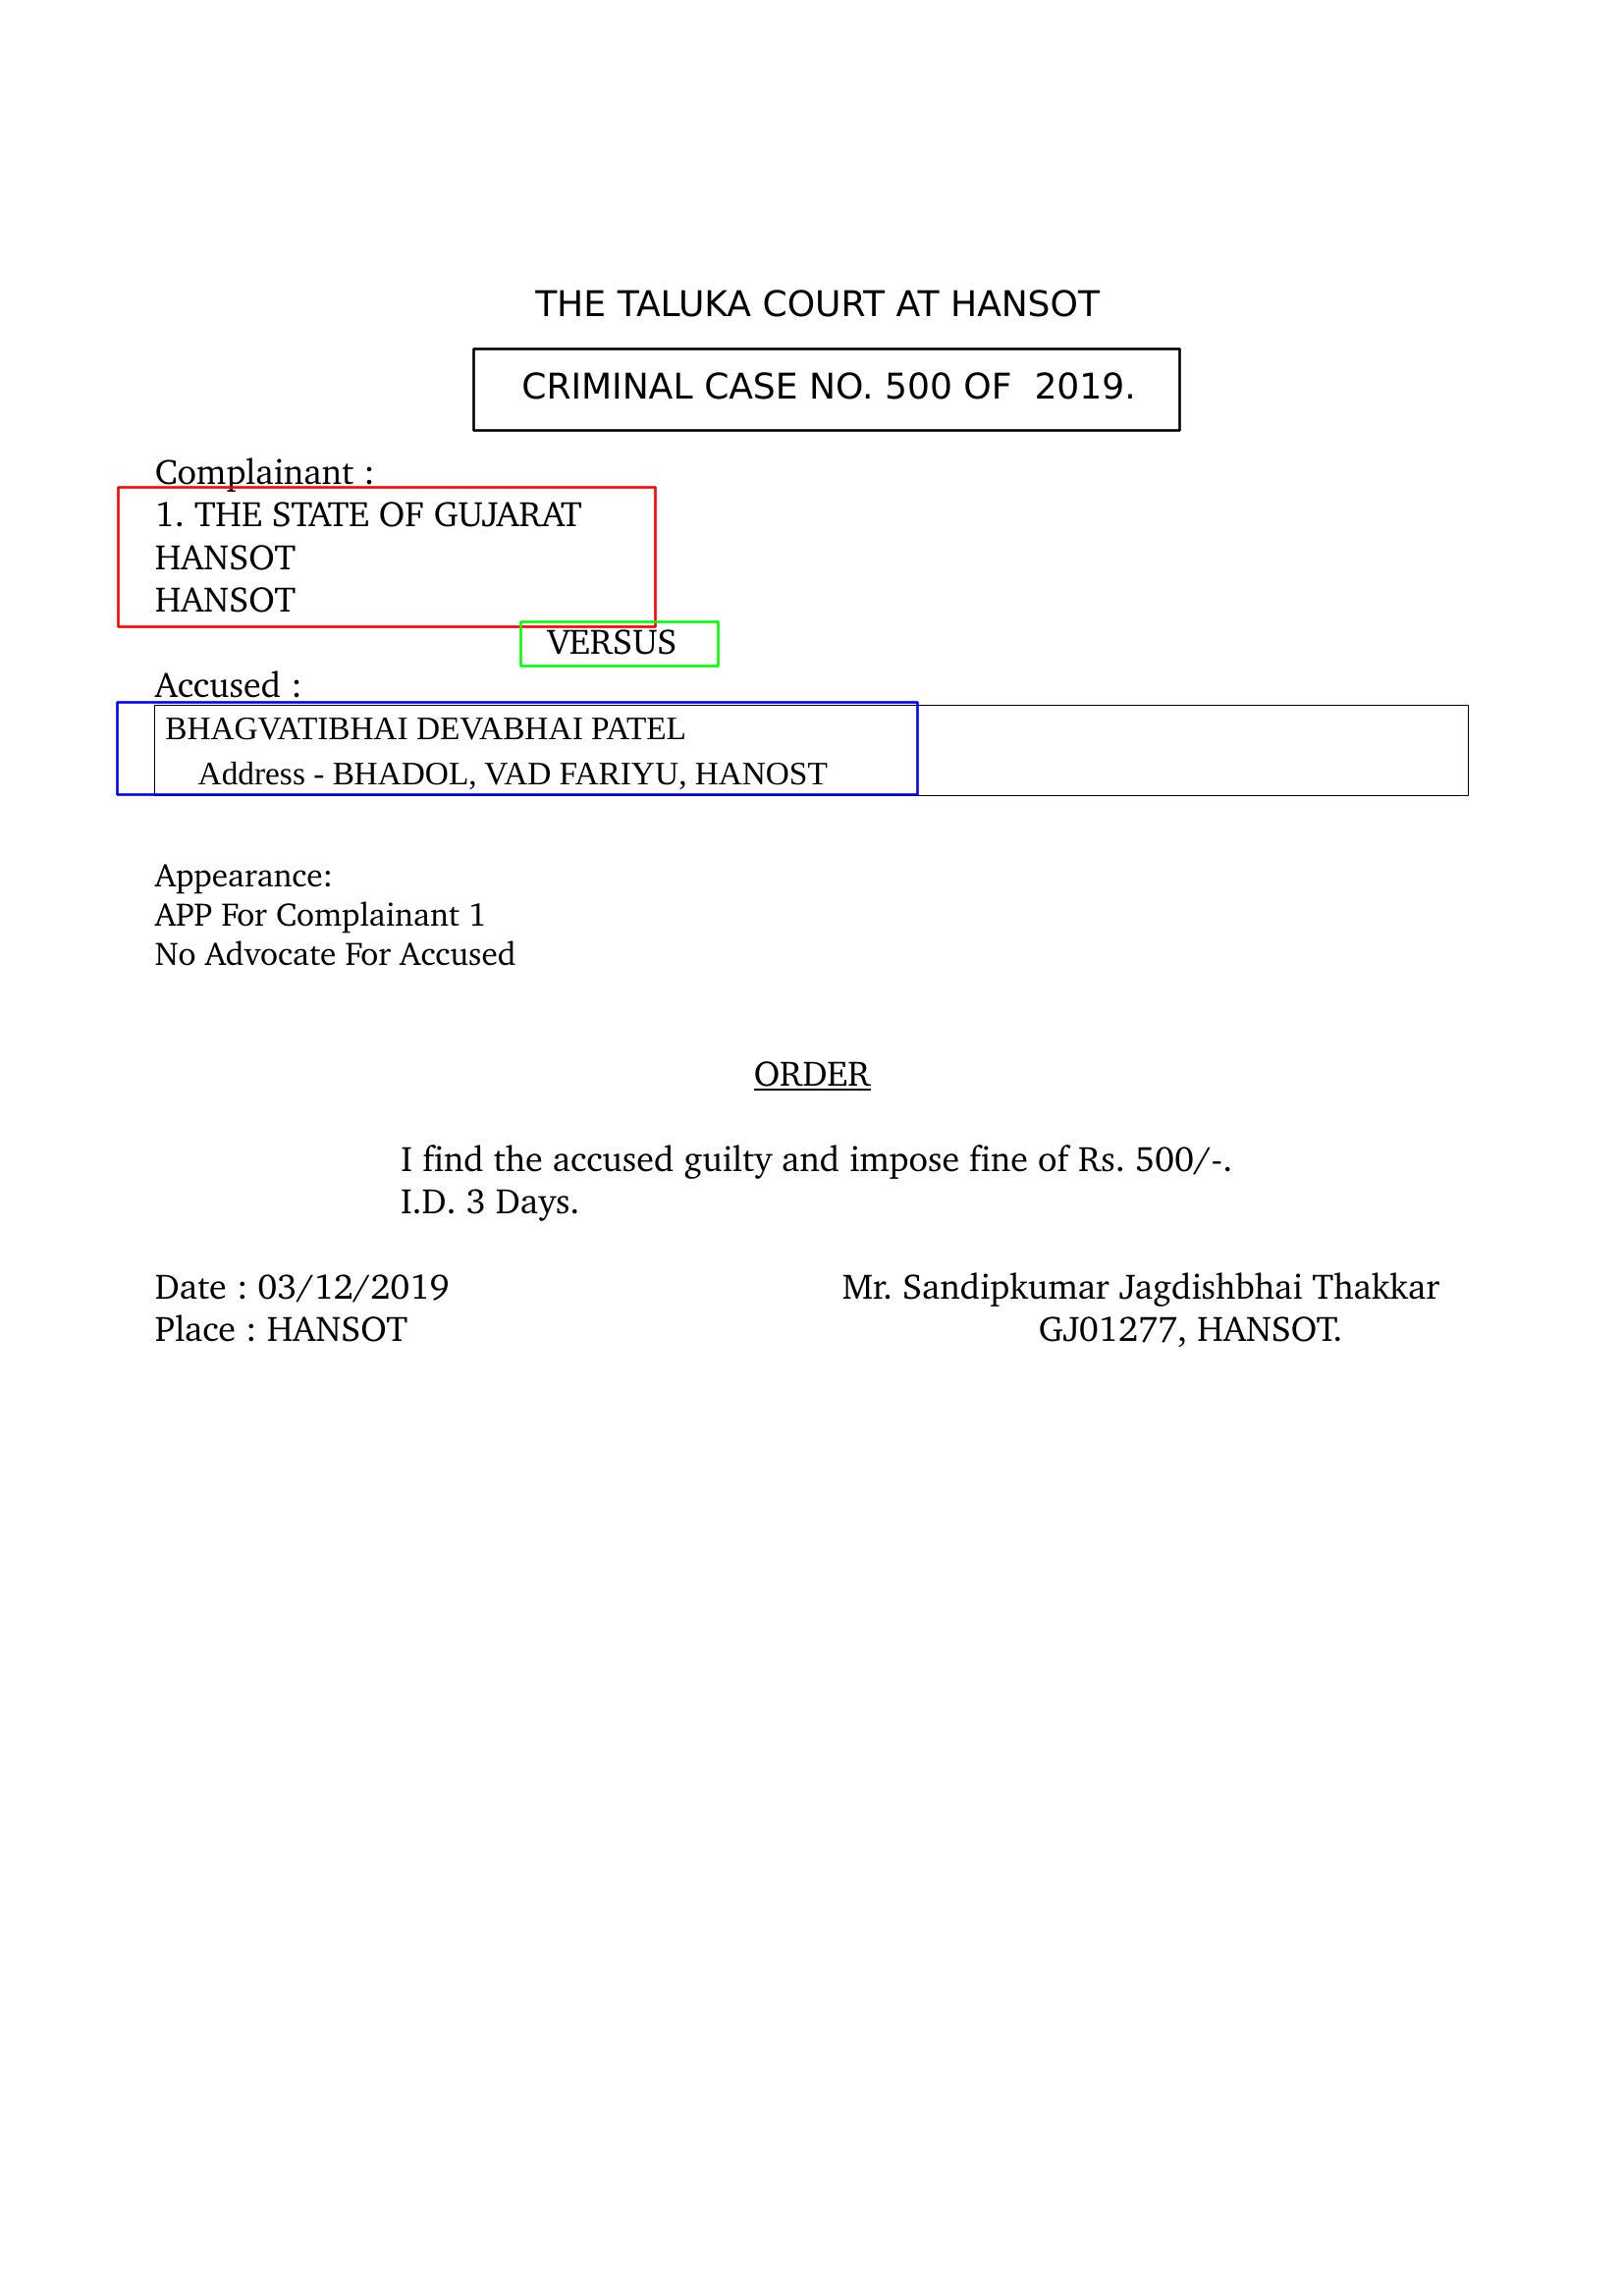 THE TALUKA COURT AT HANSOT
CRIMINAL CASE NO. 500 OF 2019.
Complainant :
1. THE STATE OF GUJARAT
HANSOT
HANSOT
VERSUS
Accused :
BHAGVATIBHAI DEVABHAI PATEL
Address - BHADOL, VAD FARIYU, HANOST
Appearance:
APP For Complainant 1
No Advocate For Accused
ORDER
I find the accused guilty and impose fine of Rs. 500/-.
I.D. 3 Days.
Date : 03/12/2019 Mr. Sandipkumar Jagdishbhai Thakkar
Place : HANSOT GJ01277, HANSOT.